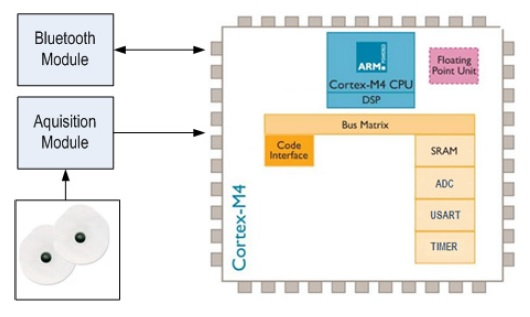 Bluetooth
Module
Aquisition
Module
ARM
POWERED
Cortex-M4 CPU
DSP
Floating
Point Unit
Bus Matrix
Code
Interface
SRAM
ADC
USART
TIMER
Cortex-M4